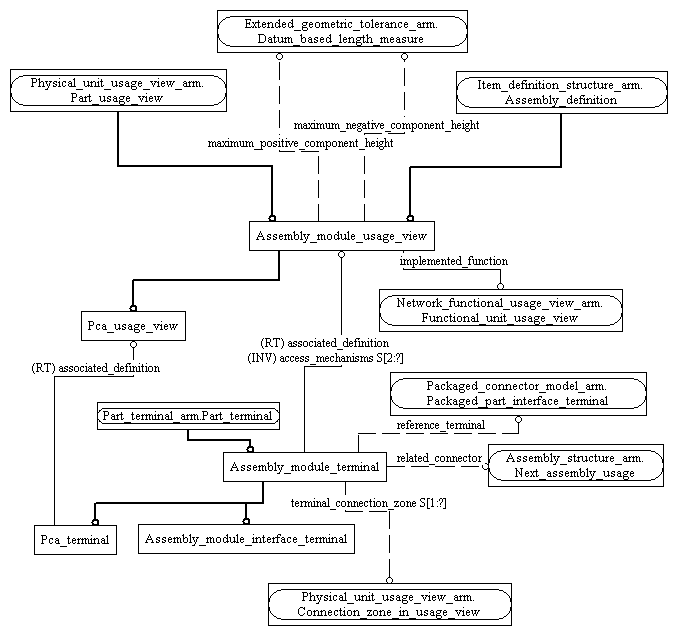 Extended_geometric_tolerance_arm.
Datum_based_length_measure
Physical_unit_usage_view_arm.
Part_usage_view
Item_definition_structure_arm.
Assembly_definition
maximum_negative_component_height
maximum_positive_component_height
Assembly_module_usage_view
implemented_function
Network_functional_usage_view_arm.
Functional_unit_usage_view
Pca_usage_view
(RT) associated_definition
(INV) access_mechanisms S[2:?]
(RT) associated_definition
Packaged_connector_model_arm.
Packaged_part_interface_terminal
Part_terminal_arm.Part_terminal
reference_terminal
Assembly_module_terminal
related_connector
Assembly_structure_arm.
Next_assembly_usage
terminal_connection_zone S[1:?]
Pca_terminal
Assembly_module_interface_terminal
Physical_unit_usage_view_arm.
Connection_zone_in_usage_view